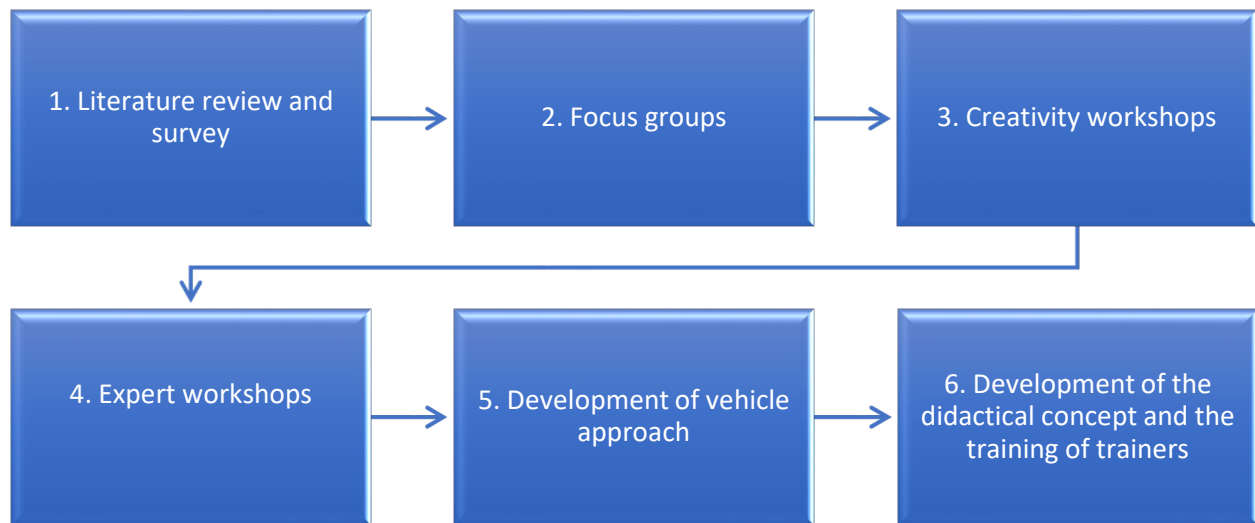 1. Literature review and
survey
2. Focus groups
3. Creativity workshops
4. Expert workshops
5. Development of vehicle
approach
6. Development of the
didactical concept and the
training of trainers